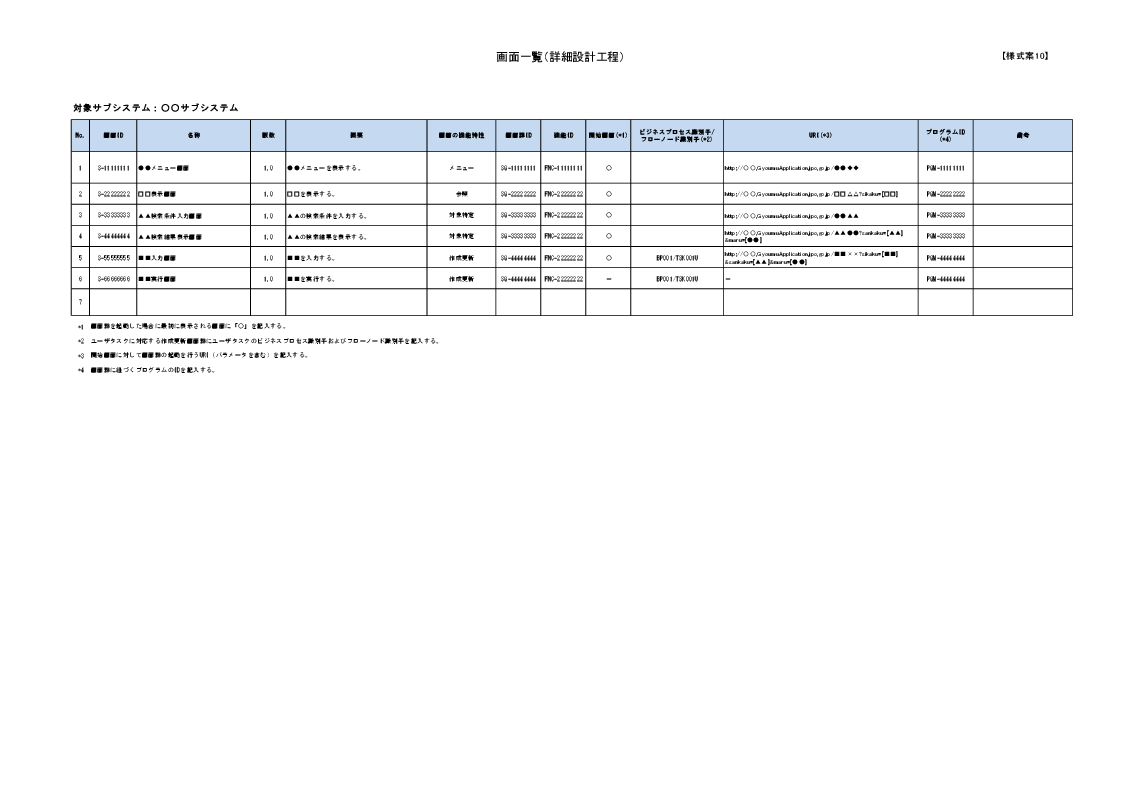 画面一覧(詳細設計工程)
【様式案10】
対象サブシステム:〇〇サブシステム
No. 画面ID 名称 版数 概要 画面の機能特性 画面群ID 機能ID 開始画面(*1) ビジネスプロセス識別子/ URI(*3) プログラムID 備考
フローノード識別子(*2) (*4)
1 S-11111111 ●●メニュー画面 1.0 ●●メニューを表示する。 メニュー SG-11111111 FNC-11111111 ○ http://○○.GyoumuApplication.jpo.go.jp/●●◆◆ PGM-11111111
2 S-22222222 □□表示画面 1.0 □□を表示する。 参照 SG-22222222 FNC-22222222 ○ http://○○.GyoumuApplication.jpo.go.jp/□□△△?sikaku=[□□] PGM-22222222
3 S-33333333 ▲▲検索条件入力画面 1.0 ▲▲の検索条件を入力する。 対象特定 SG-33333333 FNC-22222222 ○ http://○○.GyoumuApplication.jpo.go.jp/●●▲▲ PGM-33333333
4 S-44444444 ▲▲検索結果表示画面 1.0 ▲▲の検索結果を表示する。 対象特定 SG-33333333 FNC-22222222 ○ http://○○.GyoumuApplication.jpo.go.jp/▲▲●●?sankaku=[▲▲] PGM-33333333
&maru=[●●]
5 S-55555555 ■■入力画面 1.0 ■■を入力する。 作成更新 SG-44444444 FNC-22222222 ○ BP001/TSK001U http://○○.GyoumuApplication.jpo.go.jp/■■××?sikaku=[■■] PGM-44444444
&sankaku=[▲▲]&maru=[●●]
6 S-66666666 ■■実行画面 1.0 ■■を実行する。 作成更新 SG-44444444 FNC-22222222 － BP001/TSK001U － PGM-44444444
7
*1 画面群を起動した場合に最初に表示される画面に「○」を記入する。
*2 ユーザタスクに対応する作成更新画面群にユーザタスクのビジネスプロセス識別子およびフローノード識別子を記入する。
*3 開始画面に対して画面群の起動を行うURI(パラメータを含む)を記入する。
*4 画面群に紐づくプログラムのIDを記入する。